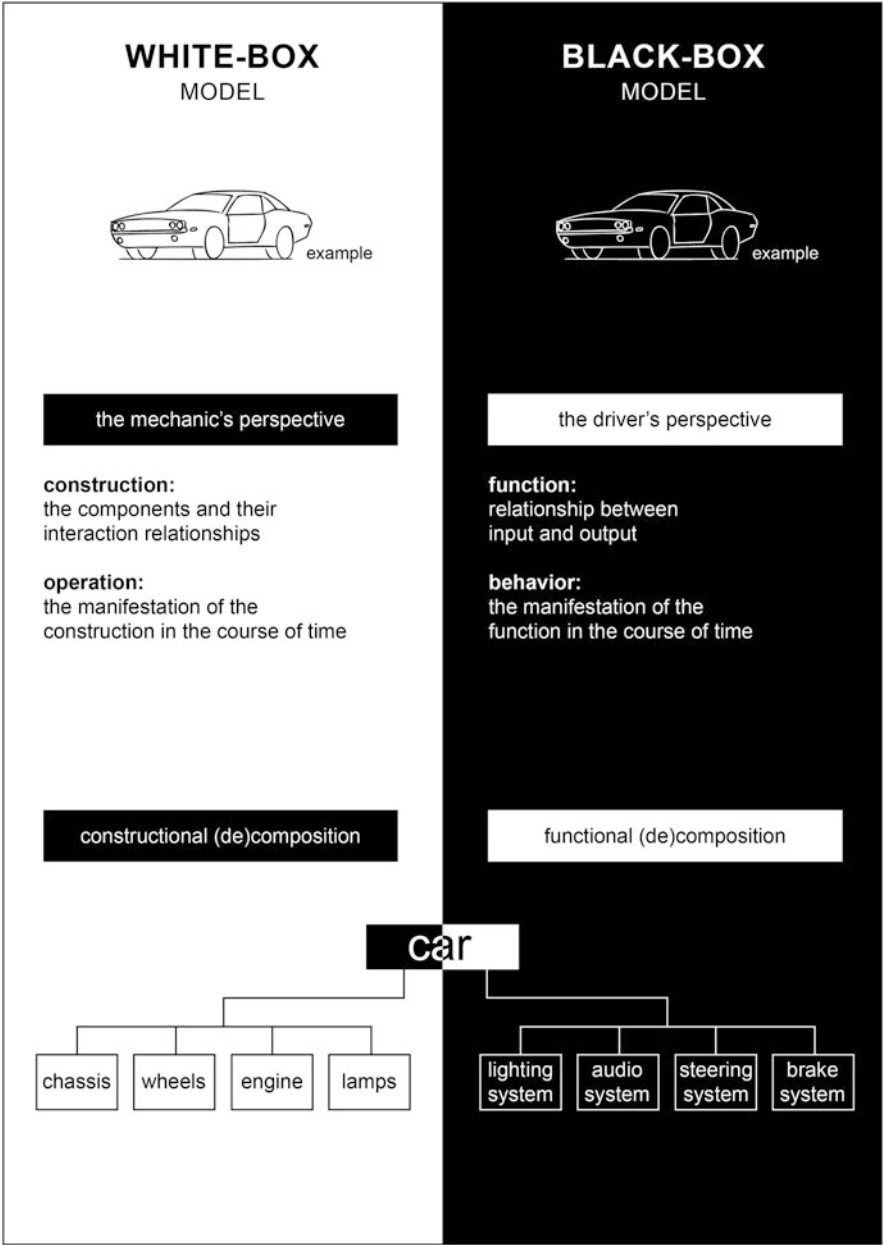 WHITE-BOX
MODEL
example
the mechanic's perspective
construction:
the components and their
interaction relationships
operation:
the manifestation of the
construction in the course of time
constructional (de)composition
BLACK-BOX
MODEL
example
the driver's perspective
function:
relationship between
input and output
behavior:
the manifestation of the
function in the course of time
functional (de)composition
car
chassis
wheels
engine
lamps
lighting
system
audio
system
steering
system
brake
system